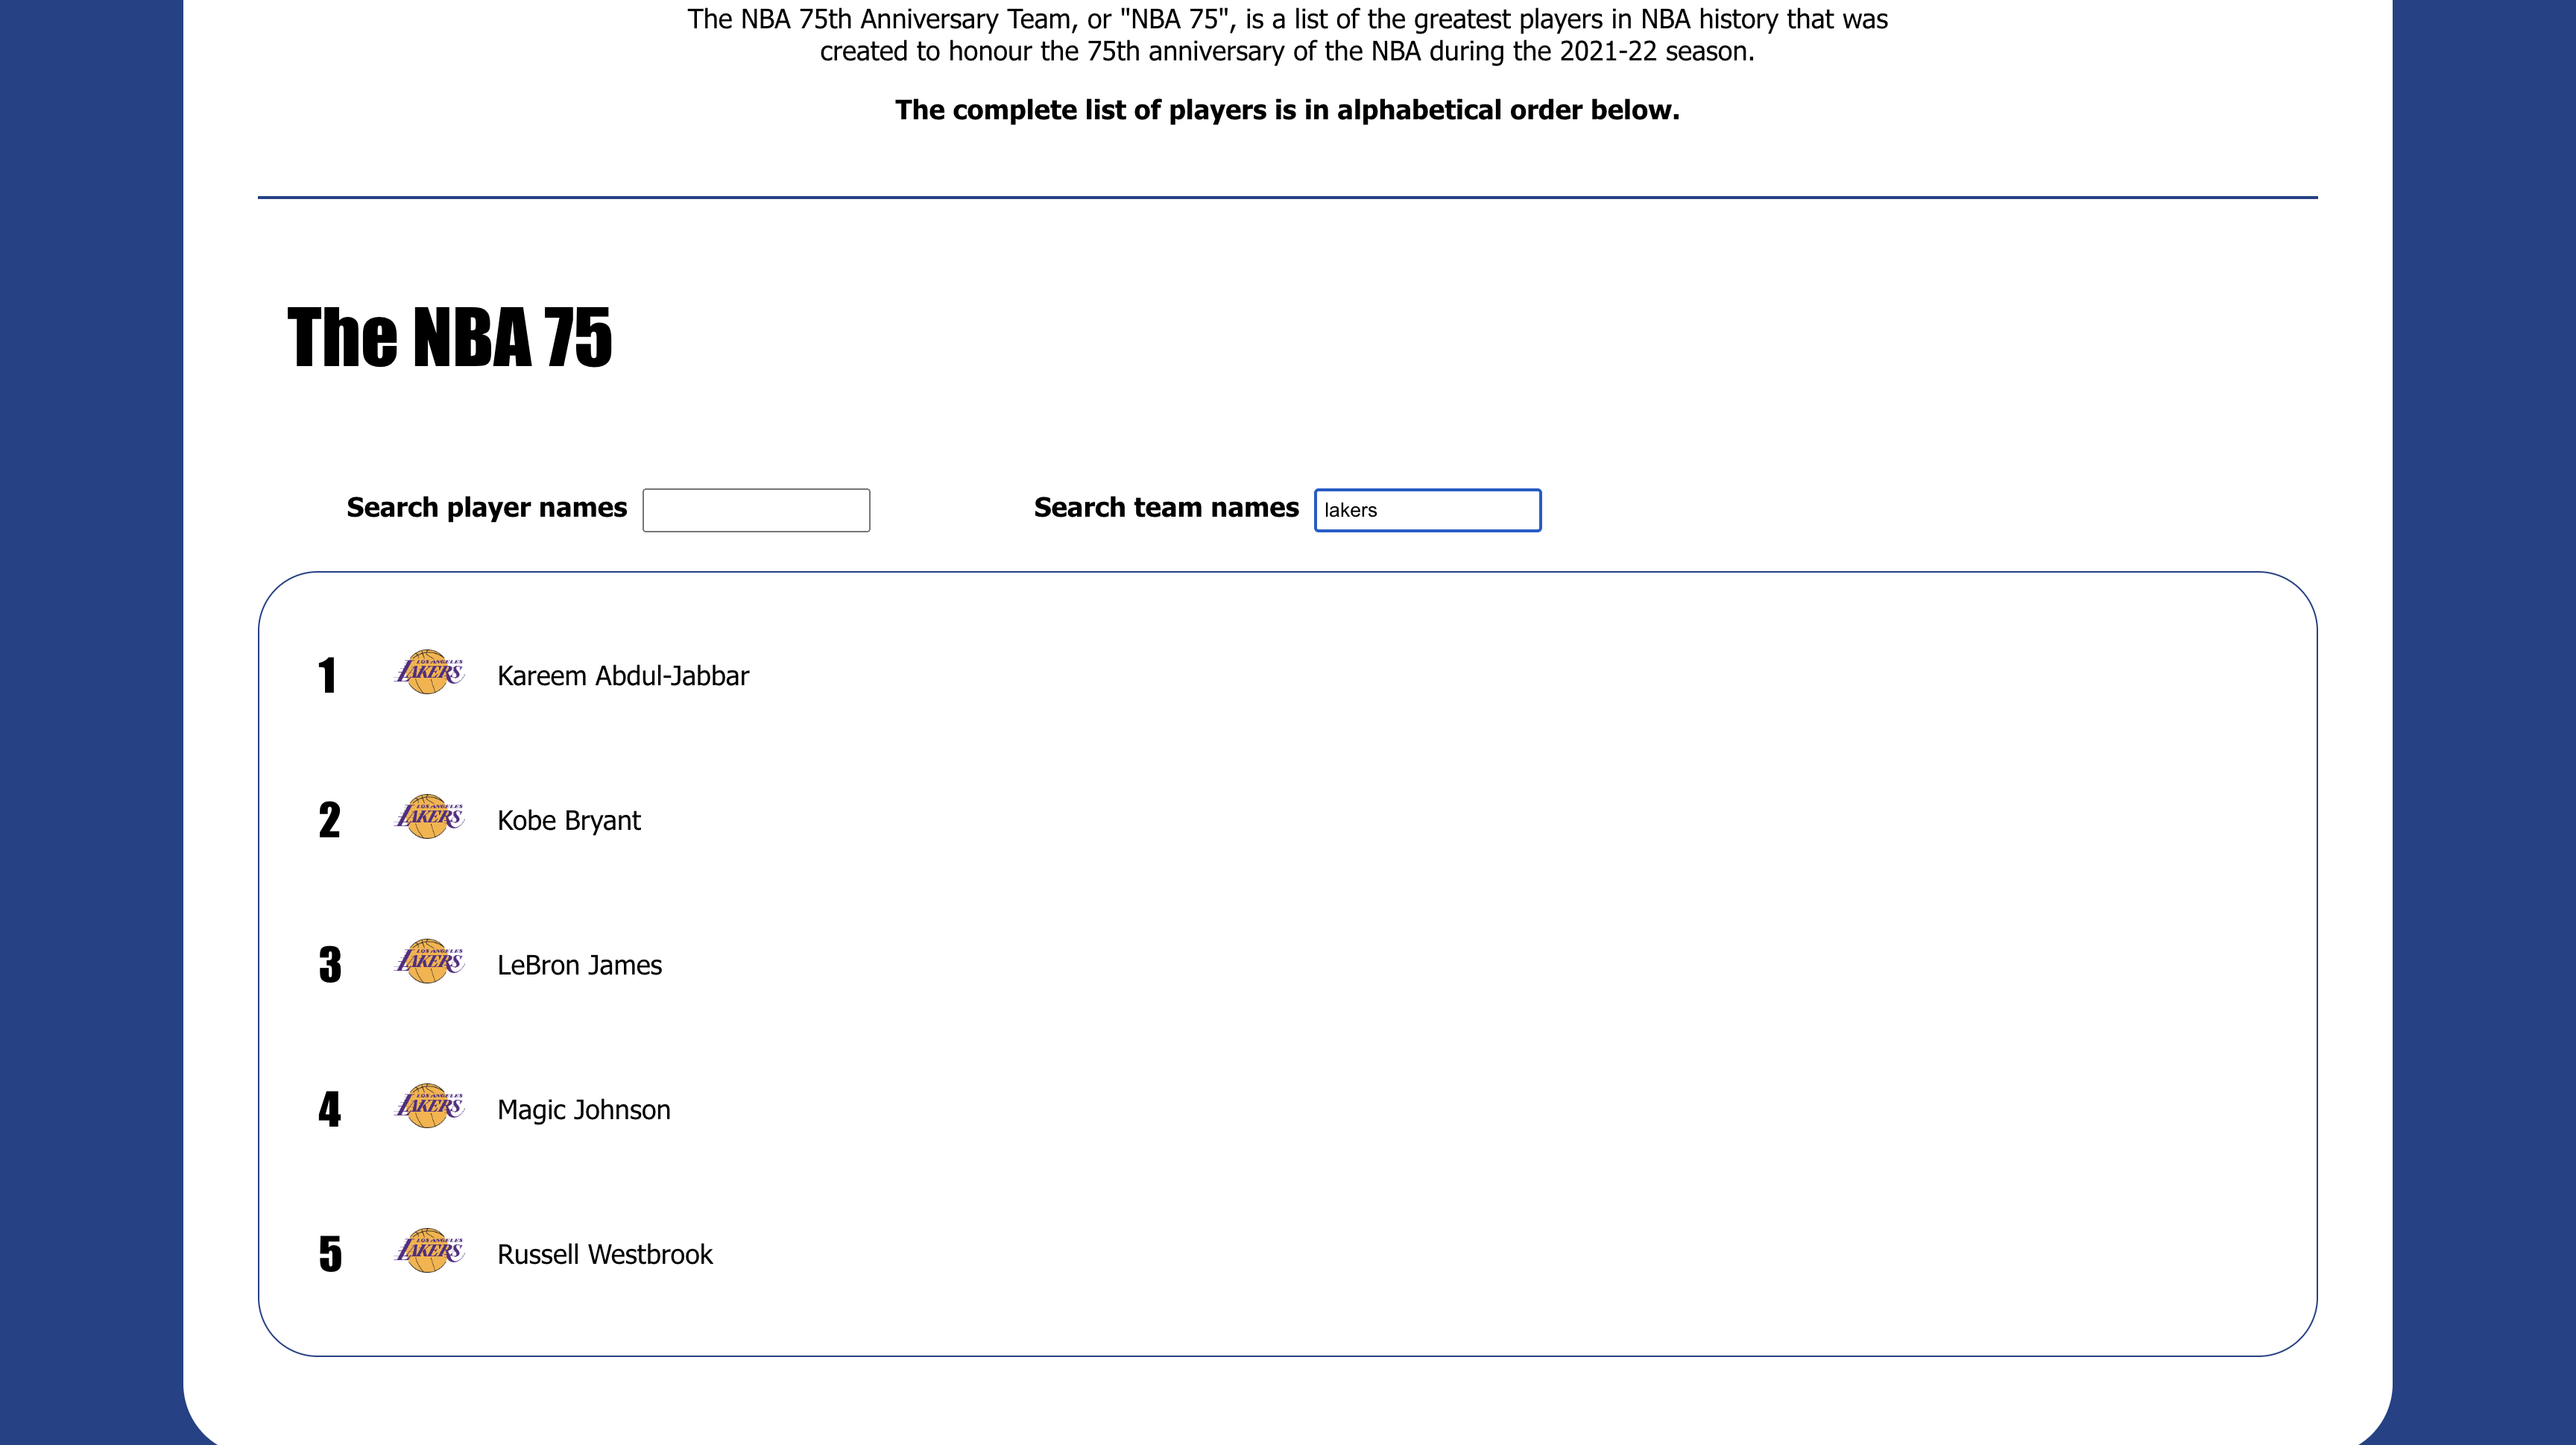 The NBA 75th Anniversary Team, or "NBA 75", is a list of the greatest players in NBA history that was
created to honour the 75th anniversary of the NBA during the 2021-22 season.
The complete list of players is in alphabetical order below.
The NBA 75
Search player names
Search team names lakers
1 LOS ANGELES LAKERS Kareem Abdul-Jabbar
2 LOS ANGELES LAKERS Kobe Bryant
3 LOS ANGELES LAKERS LeBron James
4 LOS ANGELES LAKERS Magic Johnson
5 LOS ANGELES LAKERS Russell Westbrook